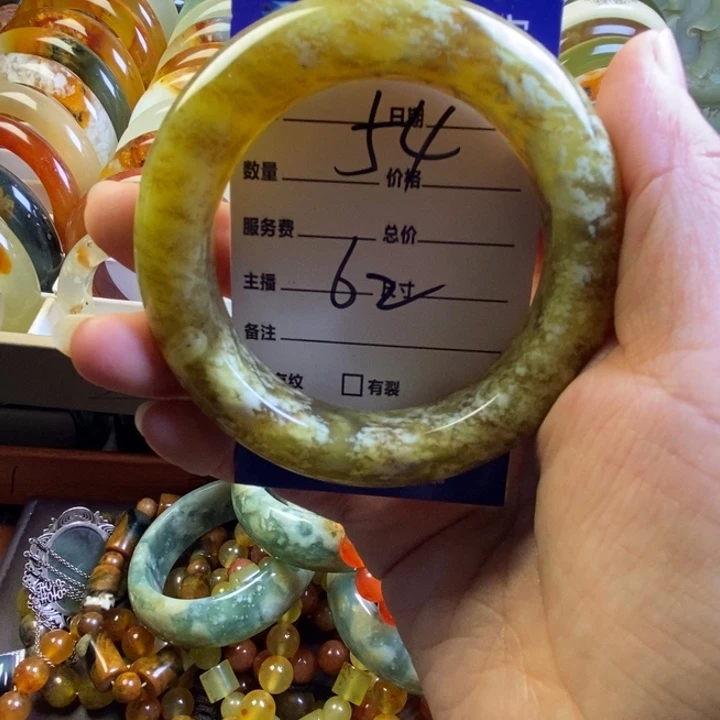 日期
54
数量 价格
服务费 总价
主播 62 尺寸
备注
纹 □有裂